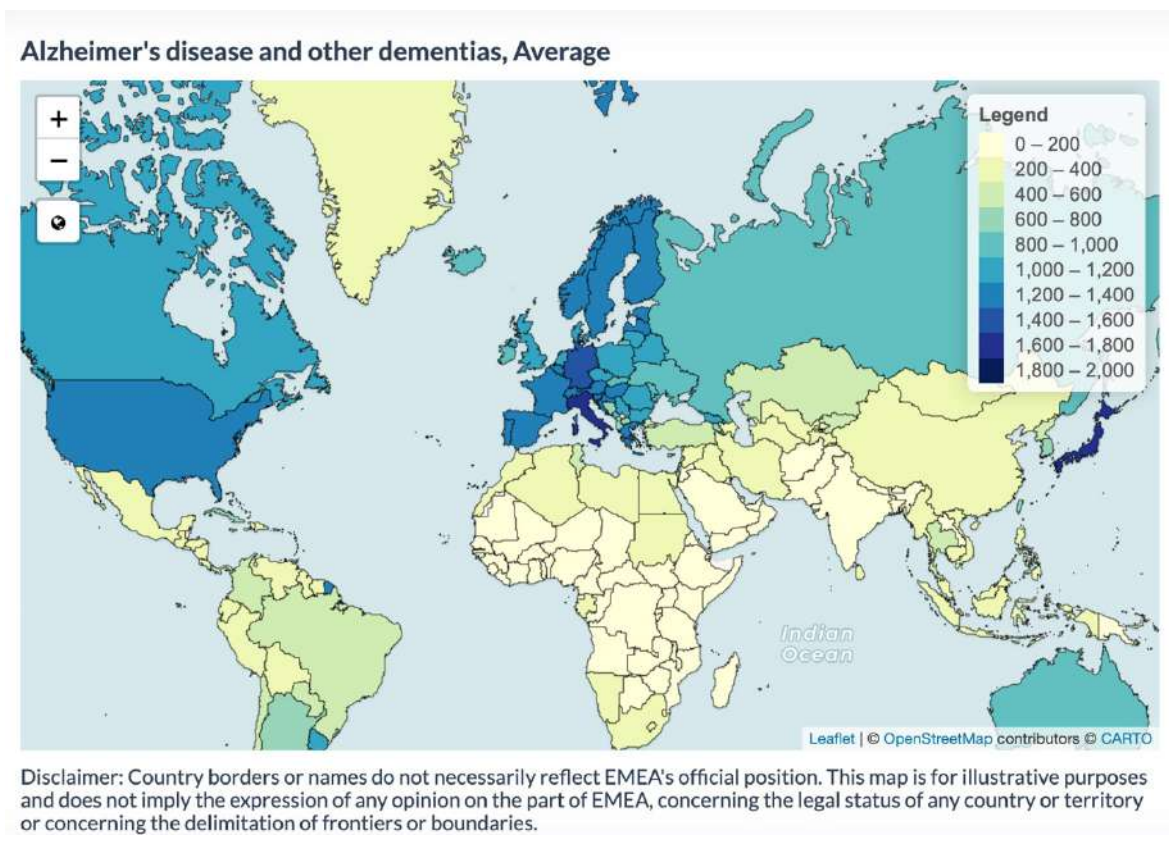 Alzheimer's disease and other dementias, Average
+
−
Legend
0 – 200
200 – 400
400 – 600
600 – 800
800 – 1,000
1,000 – 1,200
1,200 – 1,400
1,400 – 1,600
1,600 – 1,800
1,800 – 2,000
Indian
Ocean
Leaflet | © OpenStreetMap contributors © CARTO
Disclaimer: Country borders or names do not necessarily reflect EMEA's official position. This map is for illustrative purposes
and does not imply the expression of any opinion on the part of EMEA, concerning the legal status of any country or territory
or concerning the delimitation of frontiers or boundaries.